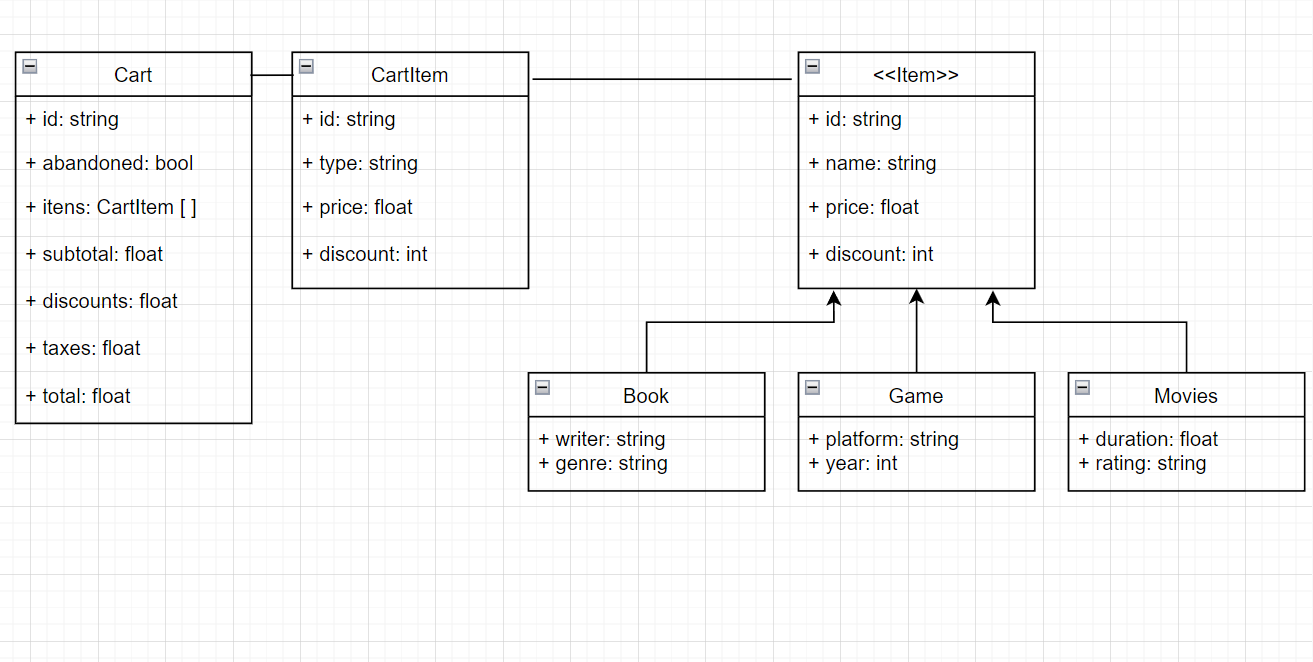 Cart
+ id: string
+ abandoned: bool
+ itens: CartItem [ ]
+ subtotal: float
+ discounts: float
+ taxes: float
+ total: float
CartItem
+ id: string
+ type: string
+ price: float
+ discount: int
<<Item>>
+ id: string
+ name: string
+ price: float
+ discount: int
Book
+ writer: string
+ genre: string
Game
+ platform: string
+ year: int
Movies
+ duration: float
+ rating: string